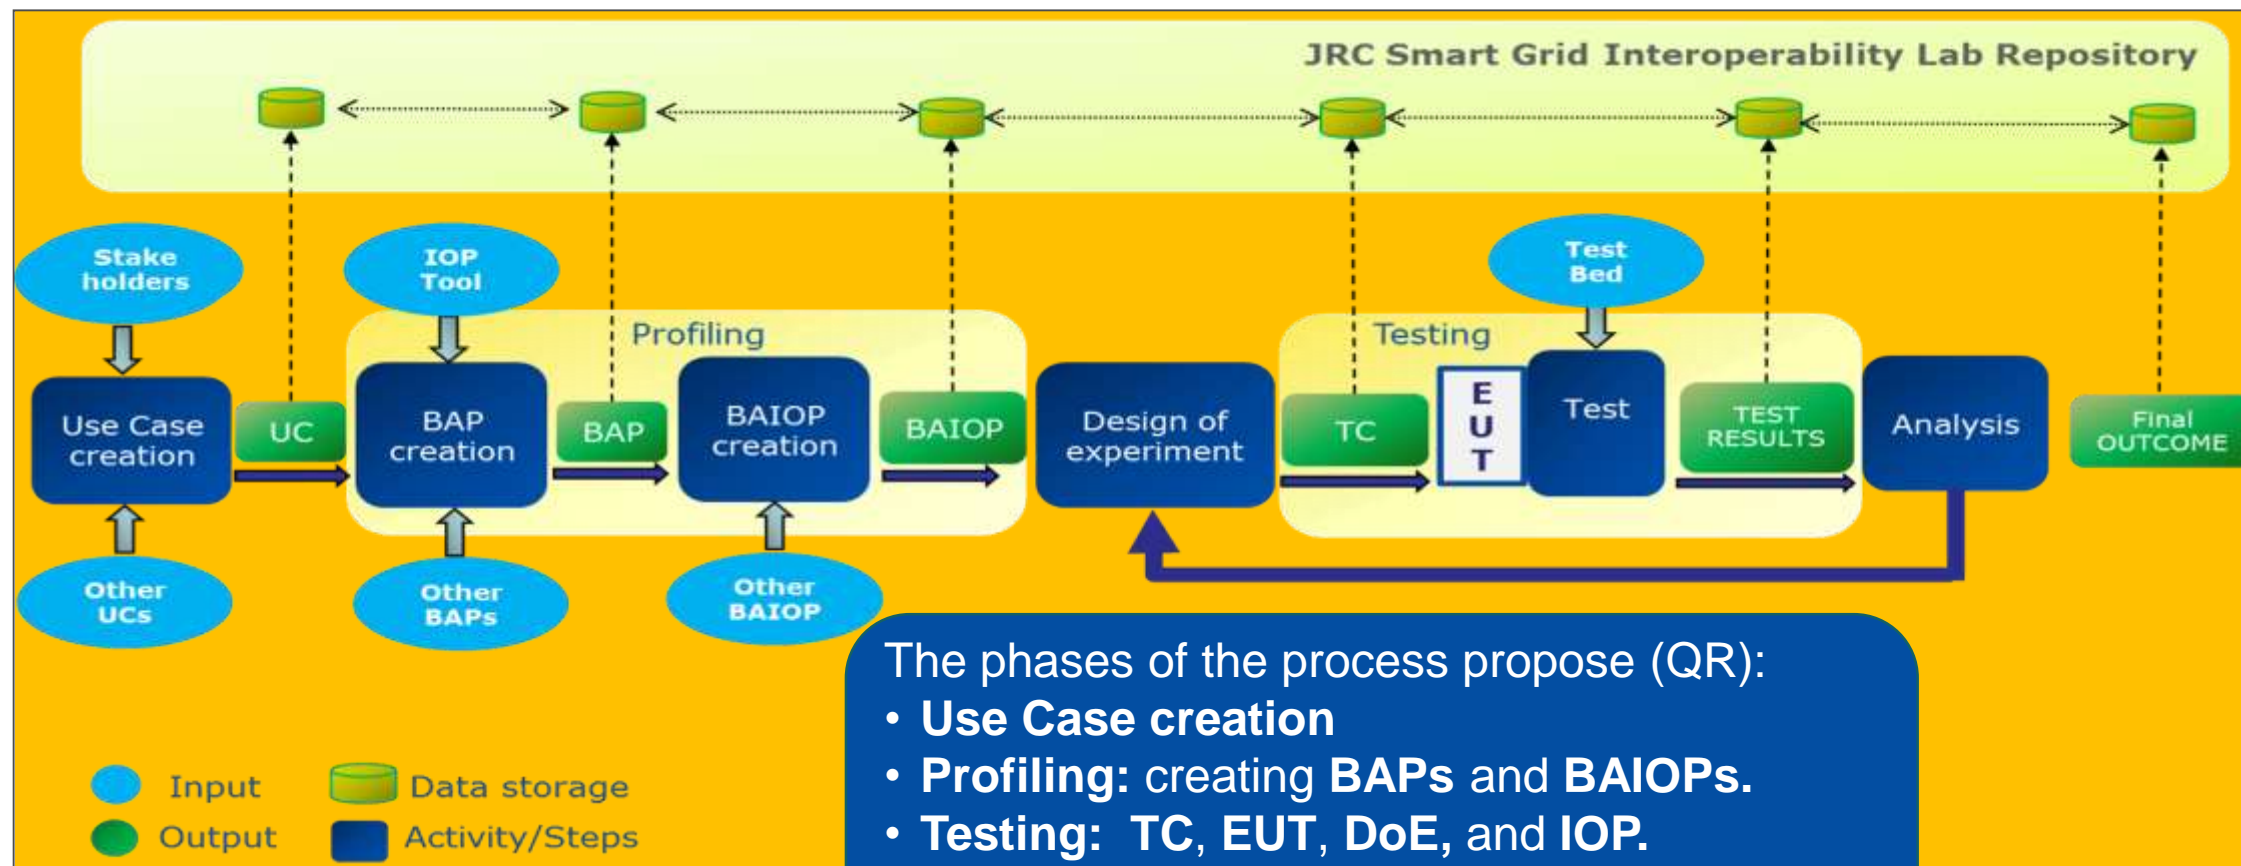 JRC Smart Grid Interoperability Lab Repository
Stake
holders
IOP
Tool
Test
Bed
Profiling
Testing
Use Case
creation
UC
BAP
creation
BAP
BAIOP
creation
BAIOP
Design of
experiment
TC
E
U
T
Test
TEST
RESULTS
Analysis
Final
OUTCOME
Other
UCs
Other
BAPs
Other
BAIOP
The phases of the process propose (QR):
• Use Case creation
• Profiling: creating BAPs and BAIOPs.
• Testing: TC, EUT, DoE, and IOP.
Input
Data storage
Output
Activity/Steps